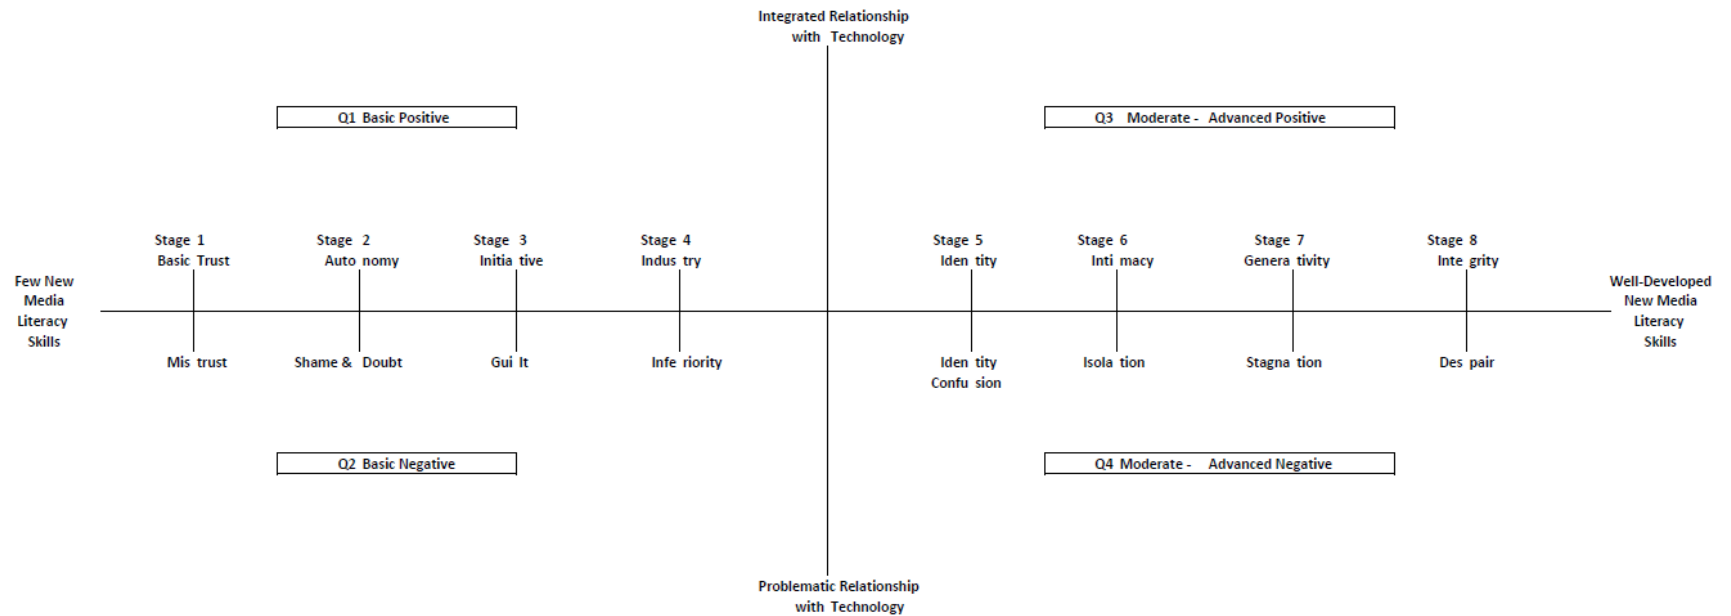 Integrated Relationship
with Technology
Q1 Basic Positive
Q3 Moderate - Advanced Positive
Stage 1
Basic Trust
Stage 2
Auto nomy
Stage 3
Initia tive
Stage 4
Indus try
Stage 5
Iden tity
Stage 6
Inti macy
Stage 7
Genera tivity
Stage 8
Inte grity
Few New
Media
Literacy
Skills
Well-Developed
New Media
Literacy
Skills
Mis trust
Shame & Doubt
Gui lt
Infe riority
Iden tity
Confu sion
Isola tion
Stagna tion
Des pair
Q2 Basic Negative
Q4 Moderate - Advanced Negative
Problematic Relationship
with Technology